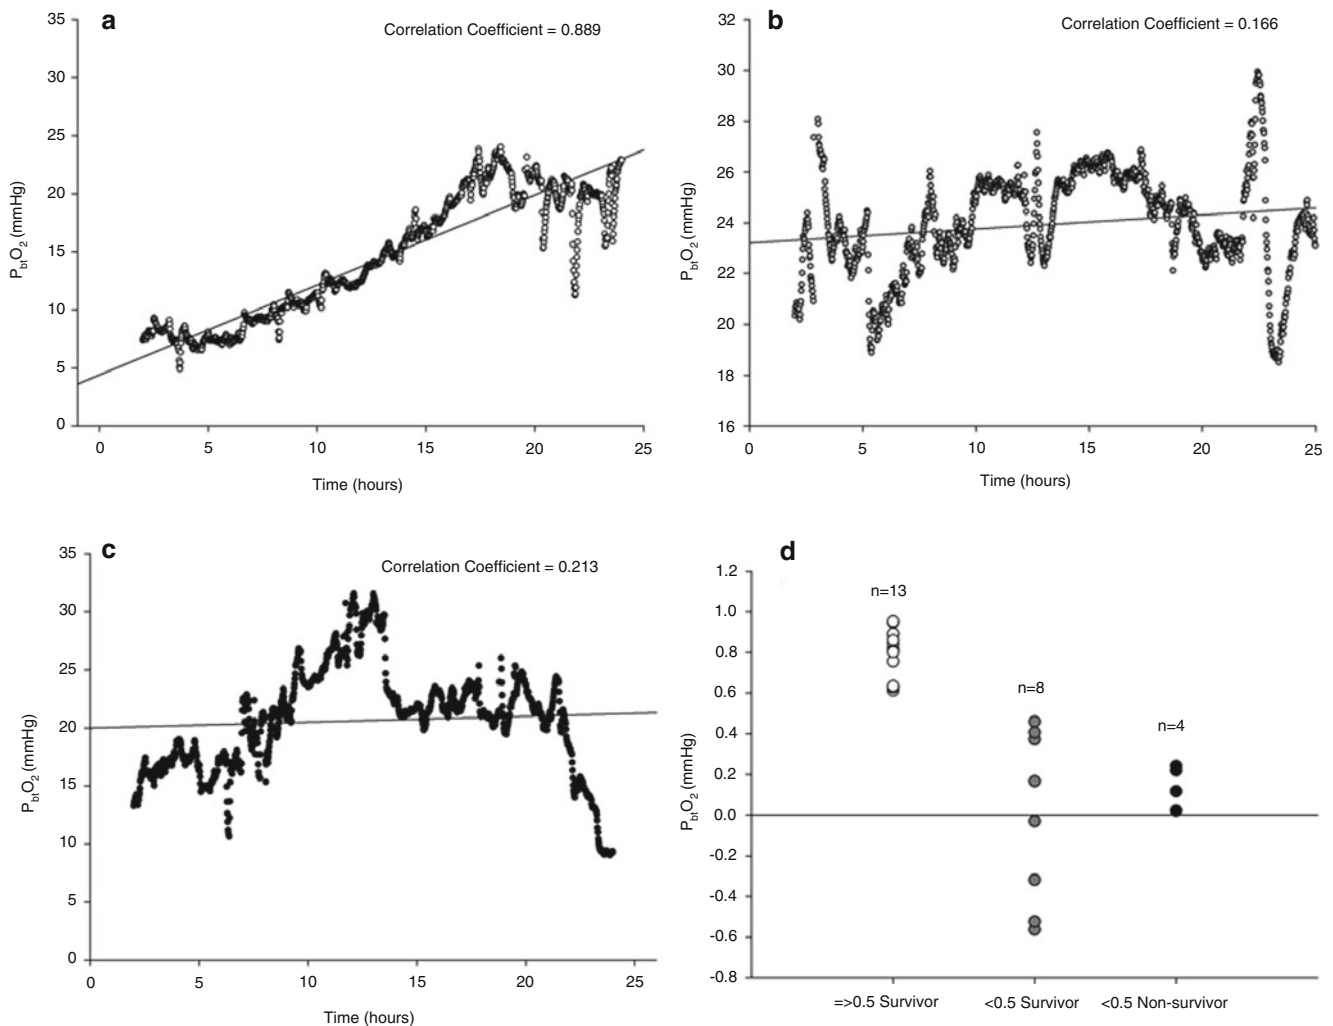 a
Correlation Coefficient = 0.889
35
30
25
20
15
10
5
0
PbtO2 (mmHg)
0 5 10 15 20 25
Time (hours)
b
Correlation Coefficient = 0.166
32
30
28
26
24
22
20
18
16
PbtO2 (mmHg)
0 5 10 15 20 25
Time (hours)
c
Correlation Coefficient = 0.213
35
30
25
20
15
10
5
0
PbtO2 (mmHg)
0 5 10 15 20 25
Time (hours)
d
1.2
1.0
0.8
0.6
0.4
0.2
0.0
-0.2
-0.4
-0.6
-0.8
PbtO2 (mmHg)
n=13
n=8
n=4
=>0.5 Survivor <0.5 Survivor <0.5 Non-survivor